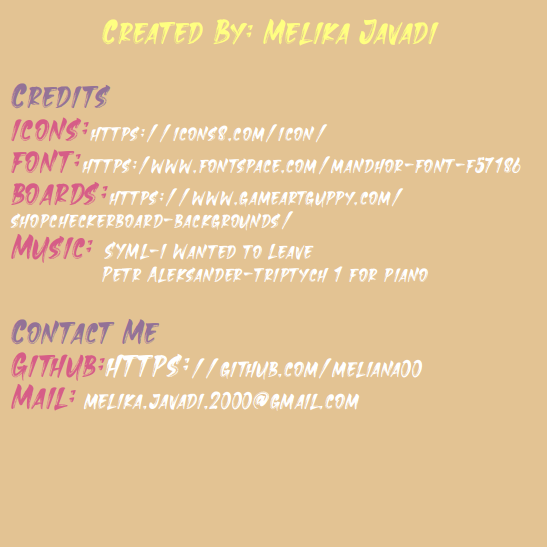 Created By: Melika Javadi
Credits
icons:https://icons8.com/icon/
font:https:/www.fontspace.com/mandhor-font-f57186
boards:https://www.gameartguppy.com/
shopcheckerboard-backgrounds/
Music: SYML-I Wanted to Leave
Petr Aleksander-triptych 1 for piano
Contact Me
Github:HTTPS://github.com/meliana00
Mail: melika.javadi.2000@gmail.com